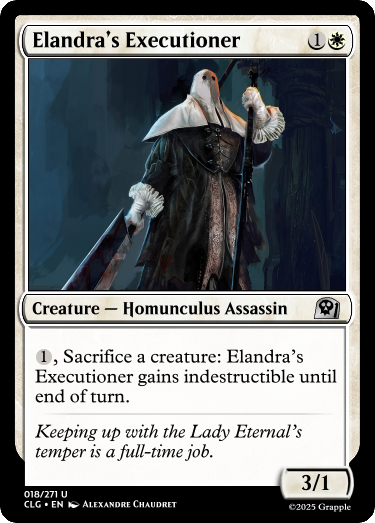 Elandra's Executioner 1
Creature — Homunculus Assassin
1, Sacrifice a creature: Elandra's
Executioner gains indestructible until
end of turn.
Keeping up with the Lady Eternal's
temper is a full-time job.
3/1
018/271 U
CLG • EN Alexandre Chaudret
©2025 Grapple